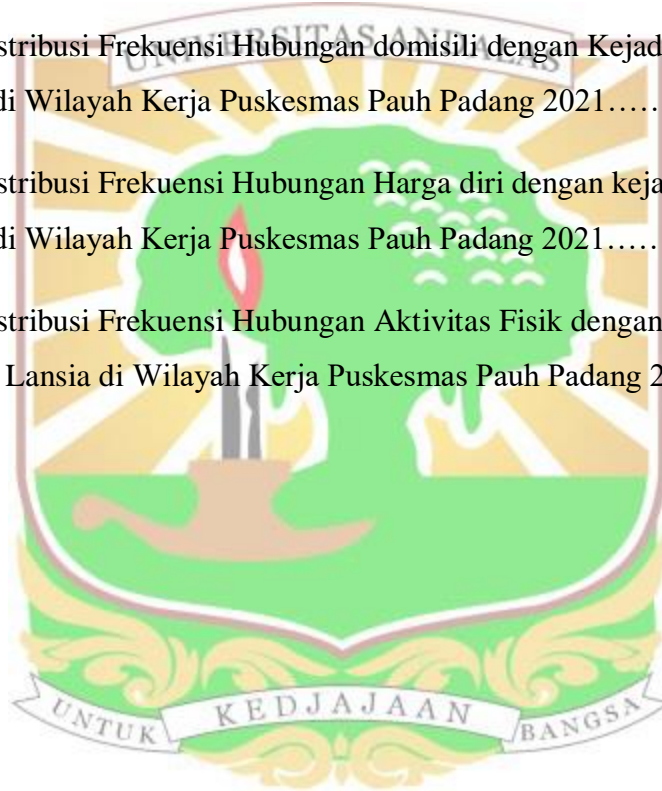 UNIVERSITAS ANDALAS
stribusi Frekuensi Hubungan domisili dengan Kejad
di Wilayah Kerja Puskesmas Pauh Padang 2021……
stribusi Frekuensi Hubungan Harga diri dengan keja
di Wilayah Kerja Puskesmas Pauh Padang 2021……
stribusi Frekuensi Hubungan Aktivitas Fisik dengan
Lansia di Wilayah Kerja Puskesmas Pauh Padang 2
UNTUK KEDJAJAAN BANGSA